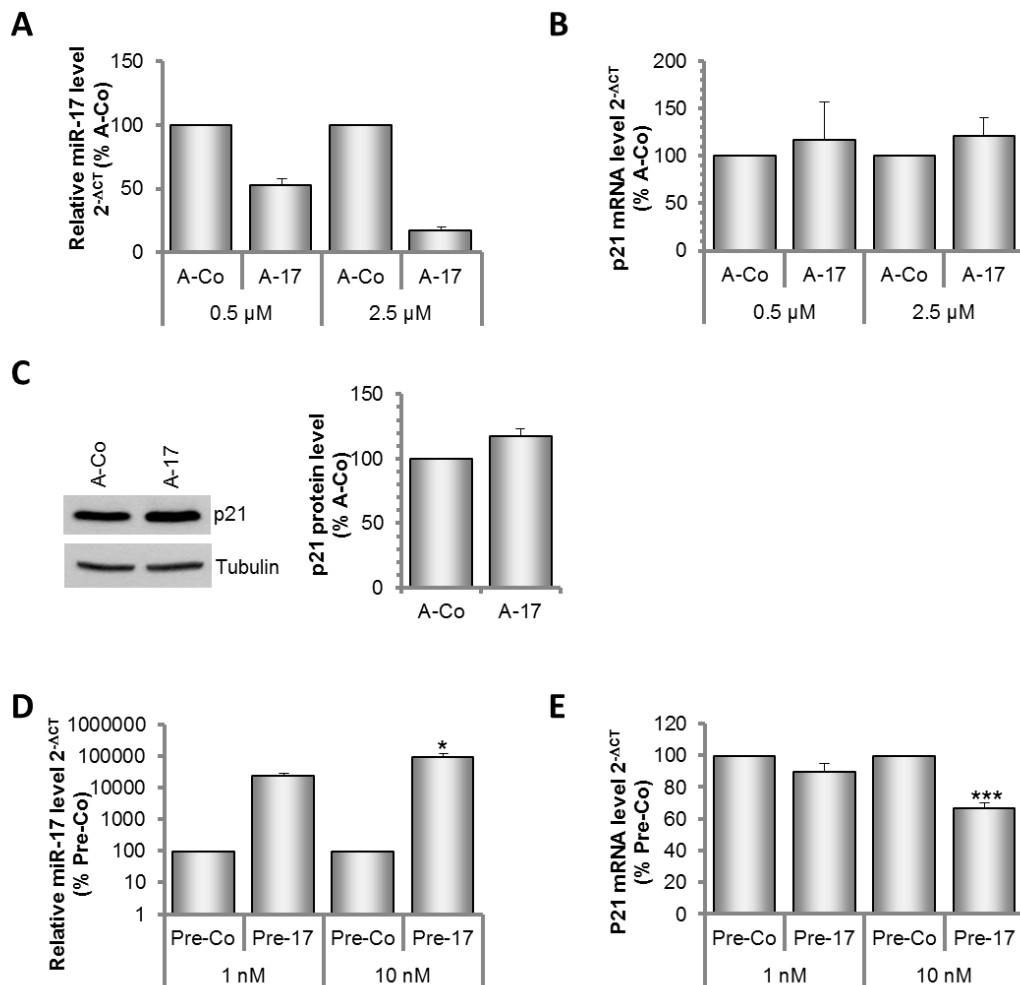 A
Relative miR-17 level
2-ΔCT (% A-Co)
150
100
50
0
A-Co
A-17
A-Co
A-17
0.5 µM
2.5 µM
B
p21 mRNA level 2-ΔCT
(% A-Co)
200
150
100
50
0
A-Co
A-17
A-Co
A-17
0.5 µM
2.5 µM
C
A-Co
A-17
p21
Tubulin
p21 protein level
(% A-Co)
150
100
50
0
A-Co
A-17
D
Relative miR-17 level 2-ΔCT
(% Pre-Co)
1000000
100000
10000
1000
100
10
1
*
Pre-Co
Pre-17
Pre-Co
Pre-17
1 nM
10 nM
E
P21 mRNA level 2-ΔCT
(% Pre-Co)
120
100
80
60
40
20
0
***
Pre-Co
Pre-17
Pre-Co
Pre-17
1 nM
10 nM